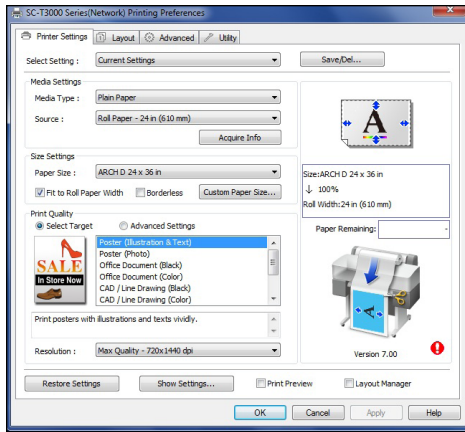 SC-T3000 Series(Network) Printing Preferences
Printer Settings Layout Advanced Utility
Select Setting : Current Settings Save/Del...
Media Settings
Media Type : Plain Paper
Source : Roll Paper - 24 in (610 mm)
Acquire Info
Size Settings
Paper Size : ARCH D 24 x 36 in
Fit to Roll Paper Width Borderless Custom Paper Size...
Print Quality
Select Target Advanced Settings
SALE
In Store Now
Poster (Illustration & Text)
Poster (Photo)
Office Document (Black)
Office Document (Color)
CAD / Line Drawing (Black)
CAD / Line Drawing (Color)
Print posters with illustrations and texts vividly.
Resolution : Max Quality - 720x1440 dpi
A
Size:ARCH D 24 x 36 in
↓ 100%
Roll Width:24 in (610 mm)
Paper Remaining: -
A
Version 7.00
Restore Settings Show Settings... Print Preview Layout Manager
OK Cancel Apply Help